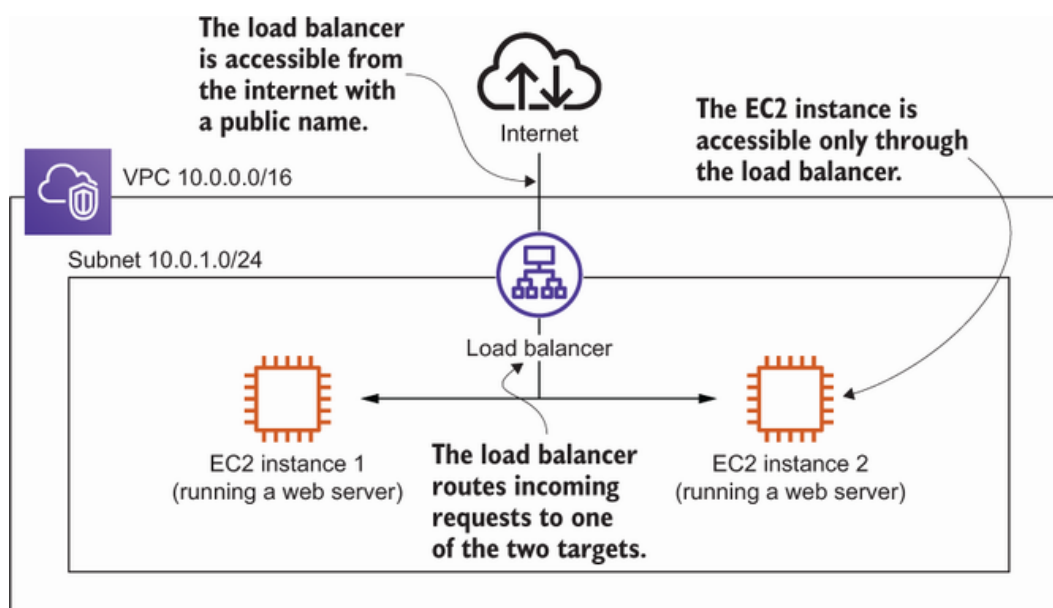 The load balancer
is accessible from
the internet with
a public name.
Internet
The EC2 instance is
accessible only through
the load balancer.
VPC 10.0.0.0/16
Subnet 10.0.1.0/24
Load balancer
EC2 instance 1
(running a web server)
The load balancer
routes incoming
requests to one
of the two targets.
EC2 instance 2
(running a web server)